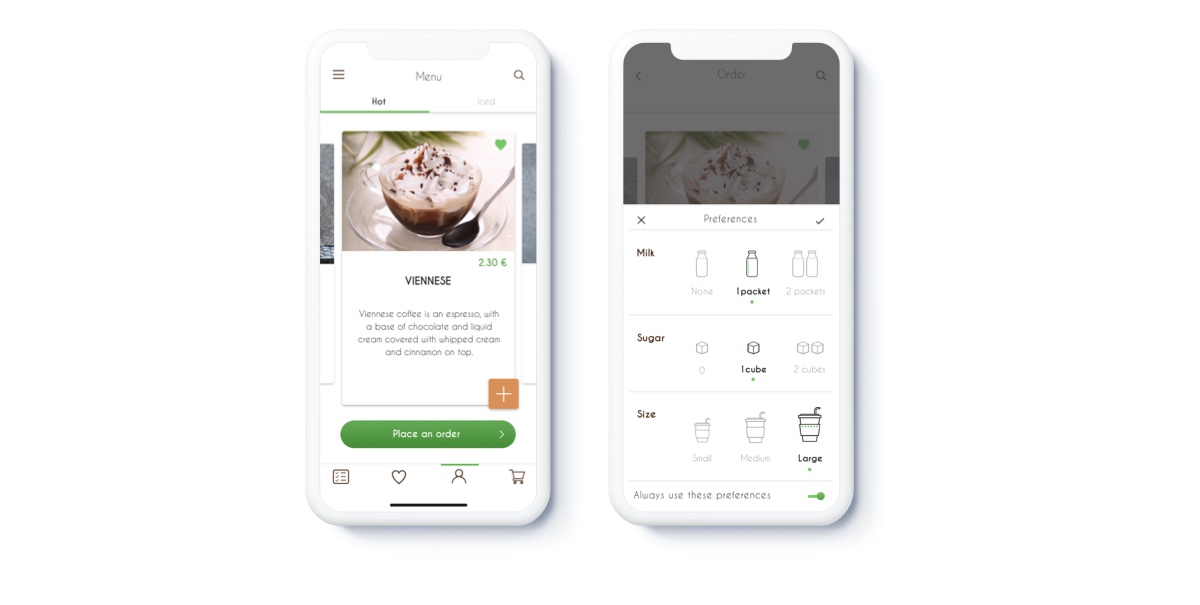 Menu
Hot
Iced
2.30 €
VIENNESE
Viennese coffee is an espresso, with
a base of chocolate and liquid
cream covered with whipped cream
and cinnamon on top.
Place an order
Order
Preferences
Milk
None
1 packet
2 packets
Sugar
0
1 cube
2 cubes
Size
Small
Medium
Large
Always use these preferences